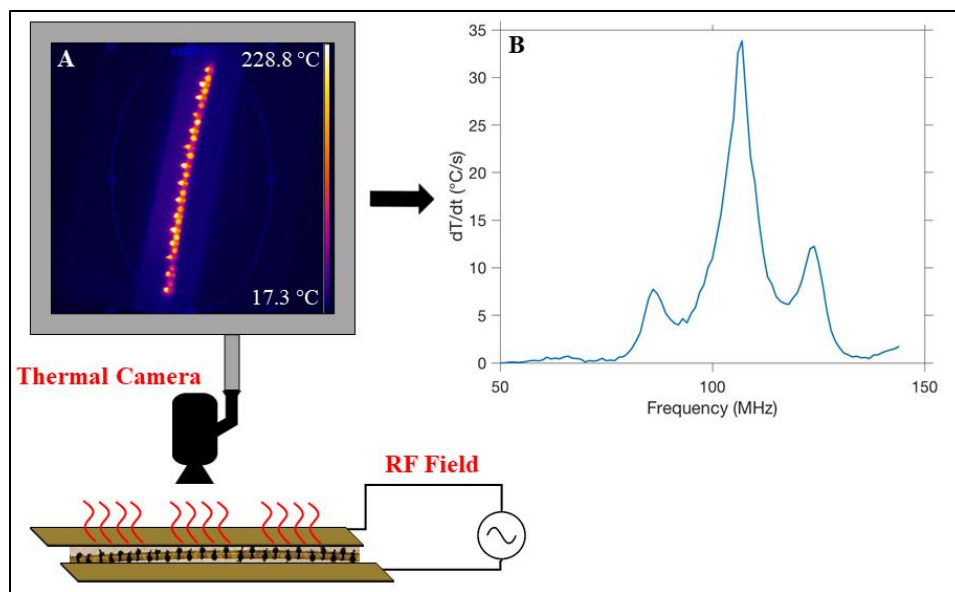 A
228.8 °C
17.3 °C
Thermal Camera
RF Field
B
35
30
25
20
15
10
5
0
dT/dt (°C/s)
50
100
150
Frequency (MHz)